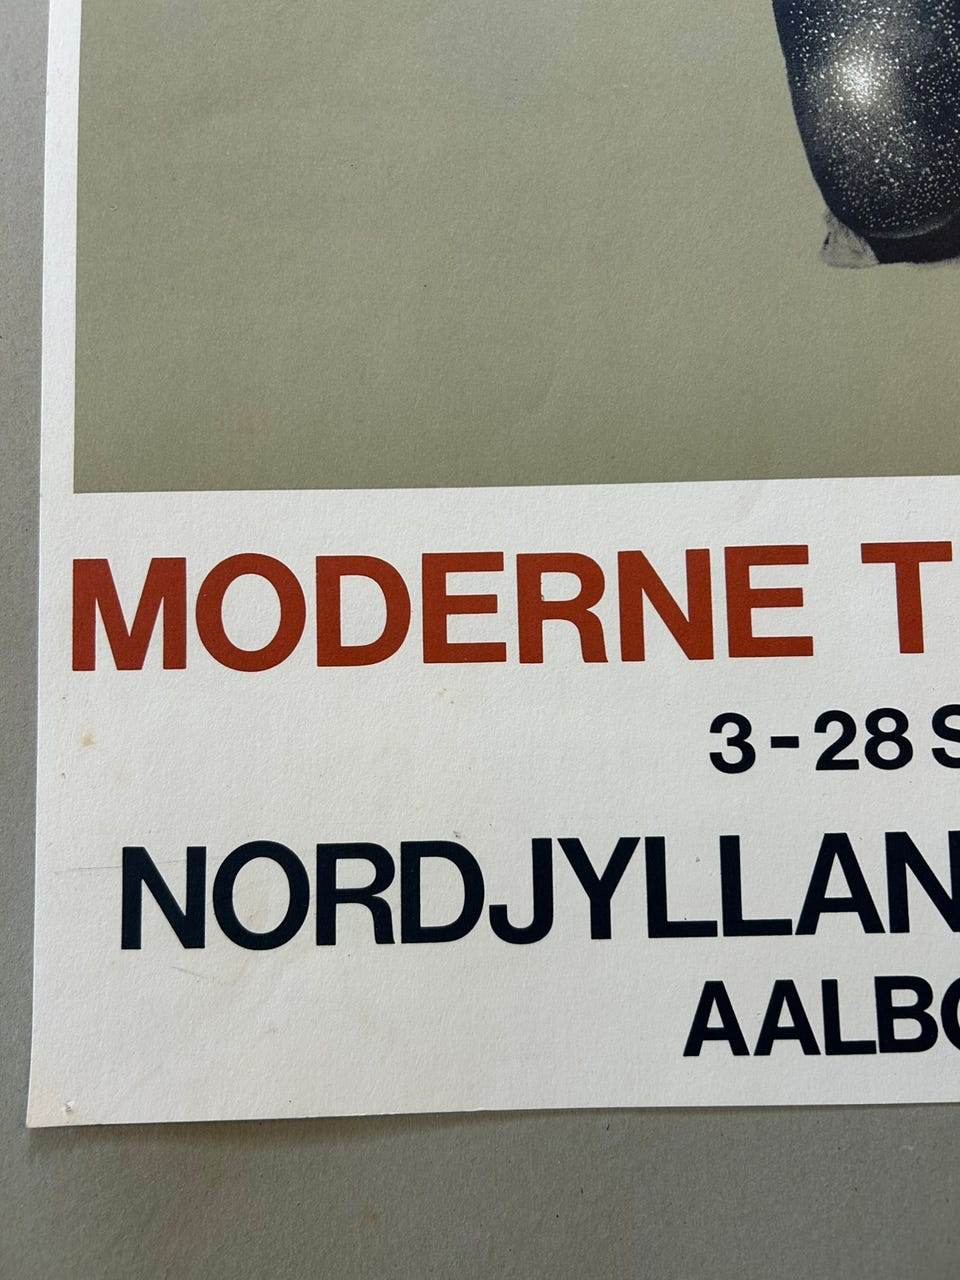 MODERNE T
3-28 S
NORDJYLLAN
AALBO